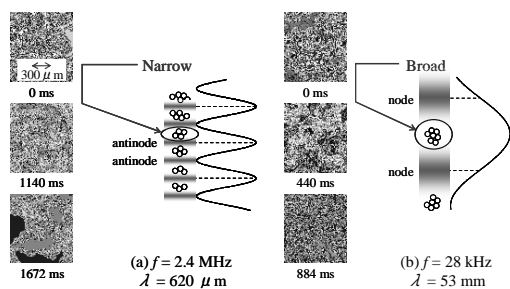 300 μm
0 ms
1140 ms
1672 ms
Narrow
antinode
antinode
(a) f = 2.4 MHz
λ = 620 μm
0 ms
440 ms
884 ms
Broad
node
node
(b) f = 28 kHz
λ = 53 mm